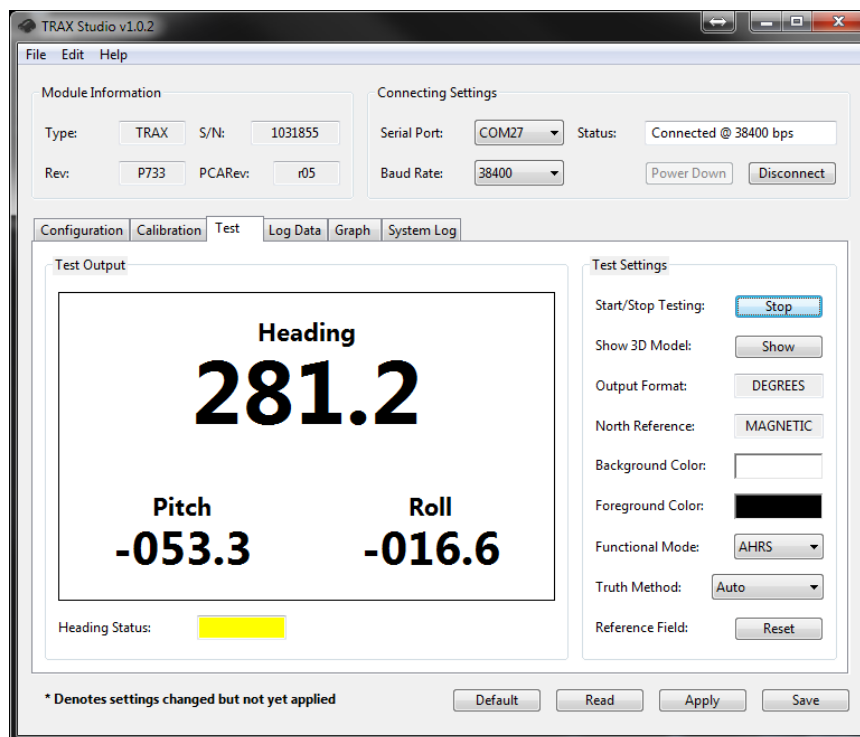 TRAX Studio v1.0.2
File Edit Help
Module Information
Type: TRAX S/N: 1031855
Rev: P733 PCARev: r05
Connecting Settings
Serial Port: COM27 Status: Connected @ 38400 bps
Baud Rate: 38400 Power Down Disconnect
Configuration Calibration Test Log Data Graph System Log
Test Output
Heading
281.2
Pitch Roll
-053.3 -016.6
Heading Status:
Test Settings
Start/Stop Testing: Stop
Show 3D Model: Show
Output Format: DEGREES
North Reference: MAGNETIC
Background Color:
Foreground Color:
Functional Mode: AHRS
Truth Method: Auto
Reference Field: Reset
* Denotes settings changed but not yet applied Default Read Apply Save